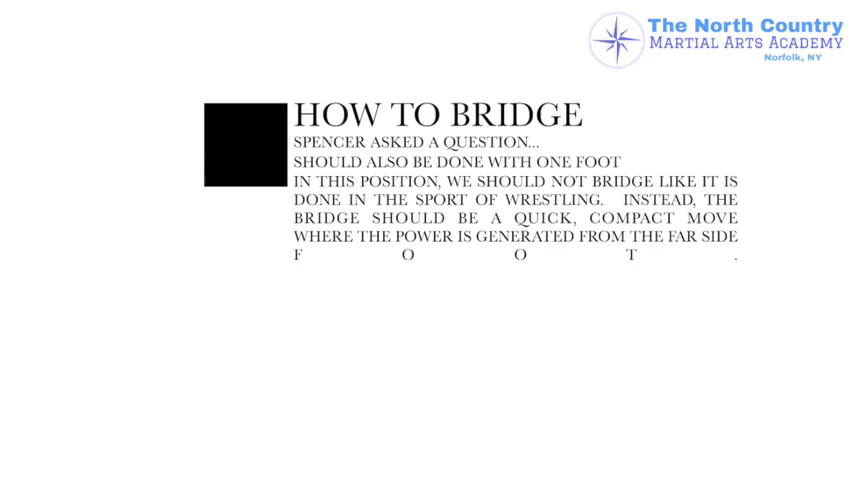 The North Country
Martial Arts Academy
Norfolk, NY
HOW TO BRIDGE
SPENCER ASKED A QUESTION...
SHOULD ALSO BE DONE WITH ONE FOOT
IN THIS POSITION, WE SHOULD NOT BRIDGE LIKE IT IS
DONE IN THE SPORT OF WRESTLING. INSTEAD, THE
BRIDGE SHOULD BE A QUICK, COMPACT MOVE
WHERE THE POWER IS GENERATED FROM THE FAR SIDE
F O O T .